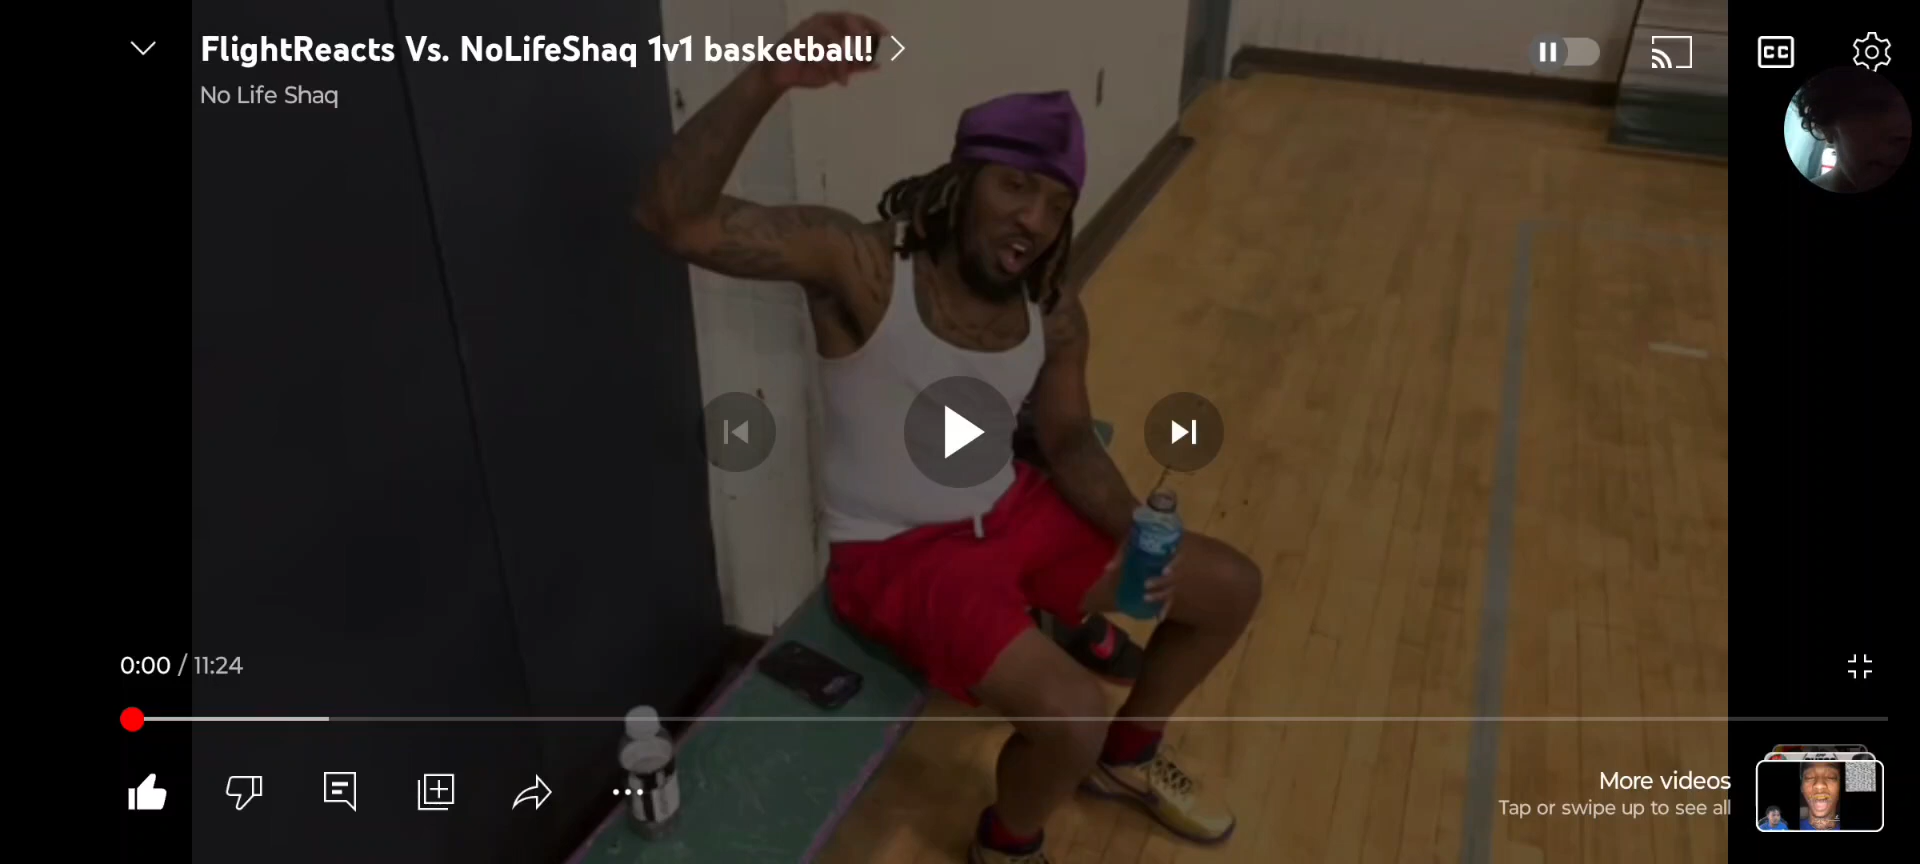 FlightReacts Vs. NoLifeShaq 1v1 basketball!
No Life Shaq
CC
0:00 / 11:24
More videos
Tap or swipe up to see all